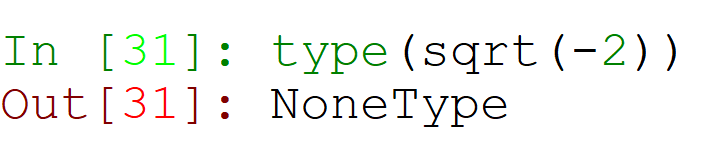 In [31]: type(sqrt(-2))
Out[31]: NoneType